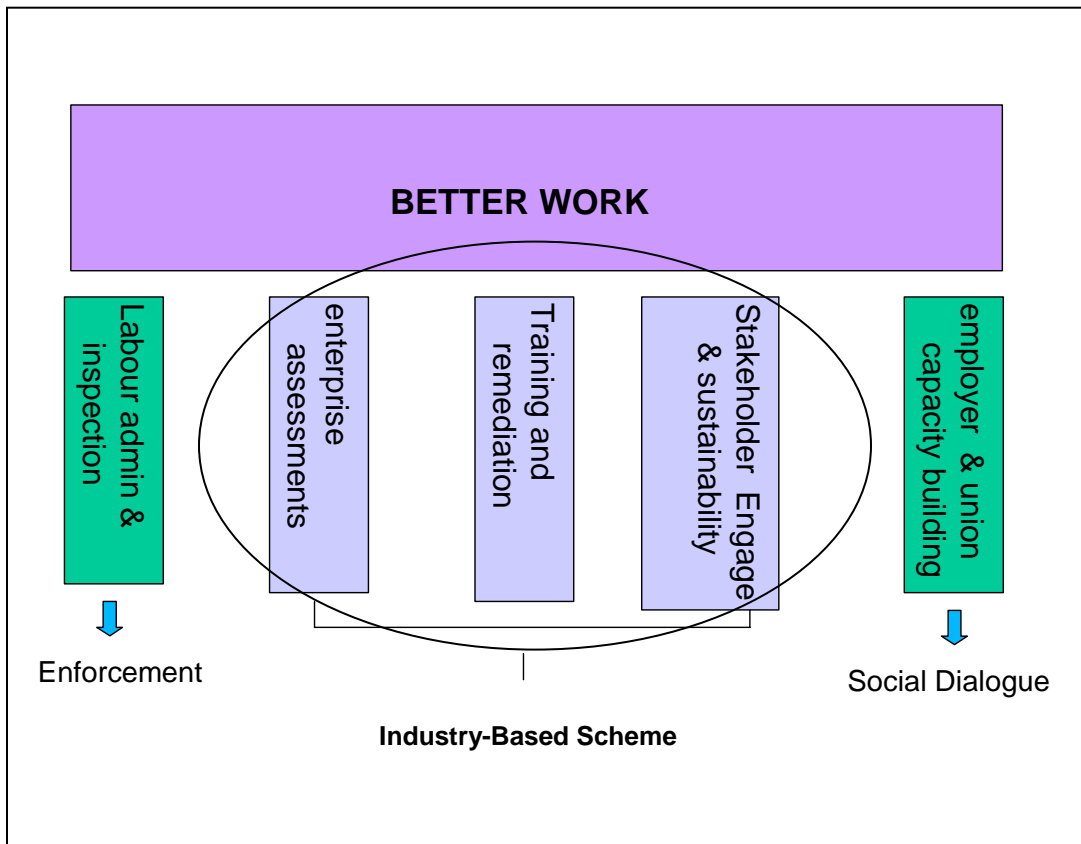 BETTER WORK
Labour admin &
inspection
enterprise
assessments
Training and
remediation
Stakeholder Engage
& sustainability
employer & union
capacity building
Enforcement
Social Dialogue
Industry-Based Scheme